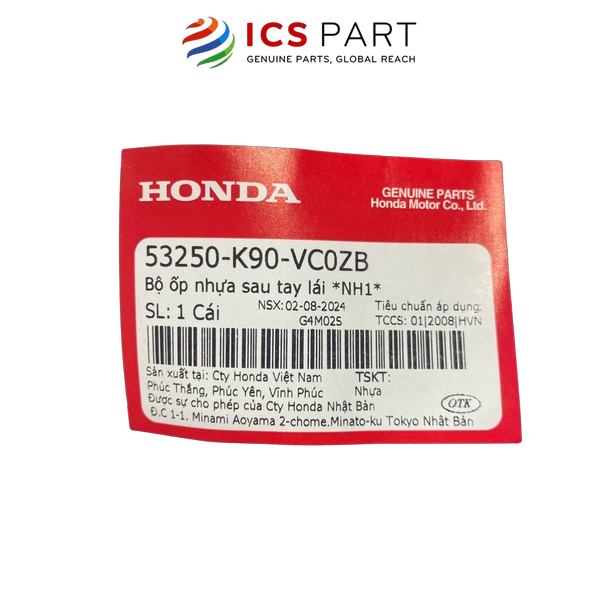 ICS PART
GENUINE PARTS, GLOBAL REACH
HONDA
GENUINE PARTS
Honda Motor Co., Ltd.
53250-K90-VC0ZB
Bộ ốp nhựa sau tay lái *NH1*
SL: 1 Cái
NSX: 02-08-2024
G4M02S
Tiêu chuẩn áp dụng:
TCCS: 01|2008|HVN
Sản xuất tại: Cty Honda Việt Nam
TSKT:
Phúc Thắng, Phúc Yên, Vĩnh Phúc
Nhựa
Được sự cho phép của Cty Honda Nhật Bản
Đ.C 1-1. Minami Aoyama 2-chome.Minato-ku Tokyo Nhật Bản
OTK